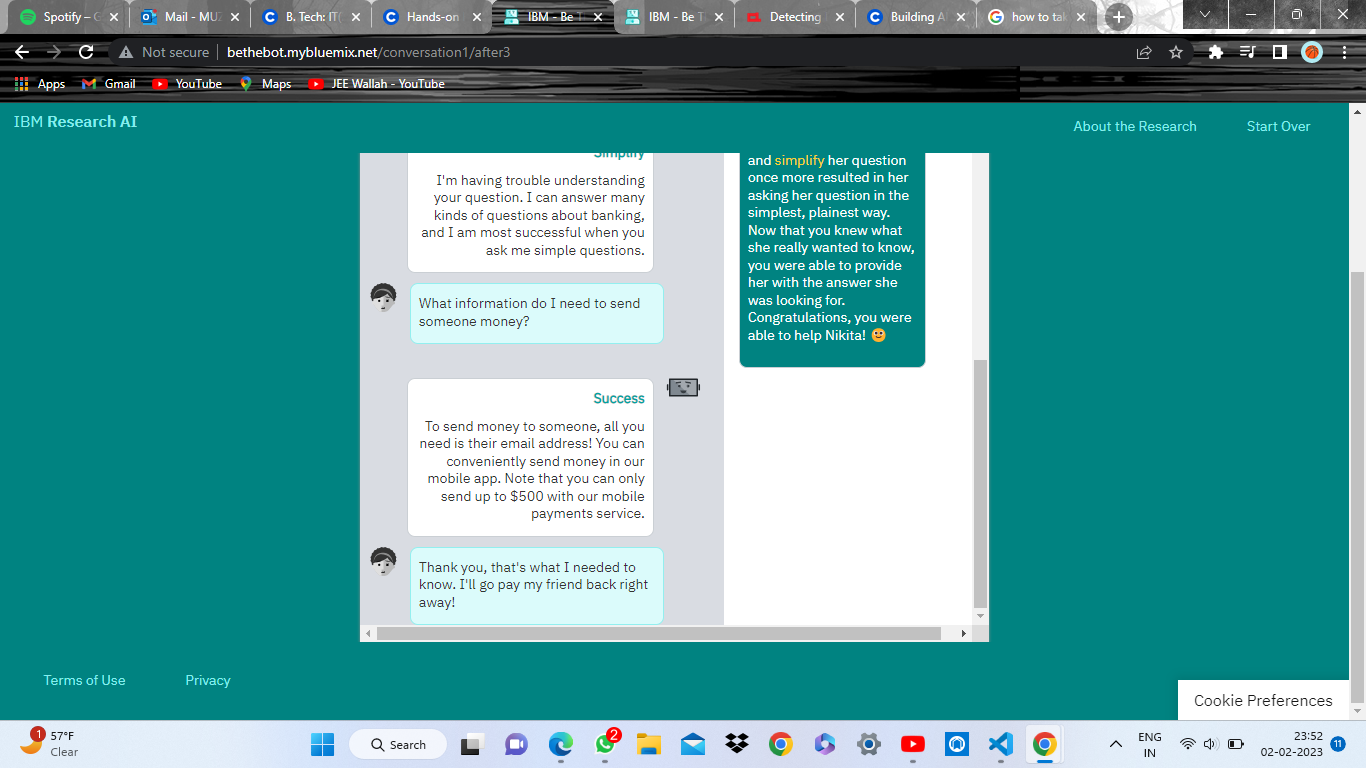 Spotify – G
Mail - MUZ
B. Tech: IT(
Hands-on
IBM - Be T
IBM - Be T
Detecting
Building A
how to tak
Not secure
bethebot.mybluemix.net/conversation1/after3
Apps
Gmail
YouTube
Maps
JEE Wallah - YouTube
IBM Research AI
About the Research
Start Over
Simplify
I'm having trouble understanding
your question. I can answer many
kinds of questions about banking,
and I am most successful when you
ask me simple questions.
What information do I need to send
someone money?
Success
To send money to someone, all you
need is their email address! You can
conveniently send money in our
mobile app. Note that you can only
send up to $500 with our mobile
payments service.
Thank you, that's what I needed to
know. I'll go pay my friend back right
away!
and simplify her question
once more resulted in her
asking her question in the
simplest, plainest way.
Now that you knew what
she really wanted to know,
you were able to provide
her with the answer she
was looking for.
Congratulations, you were
able to help Nikita! 🙂
Terms of Use
Privacy
Cookie Preferences
1
57°F
Clear
Search
2
ENG
IN
23:52
02-02-2023
11